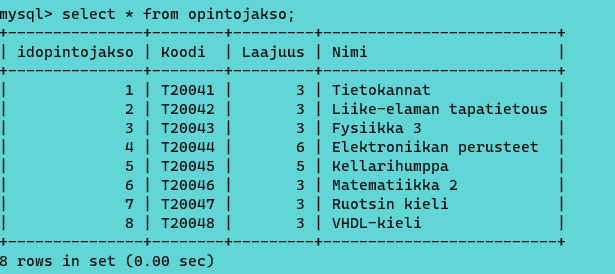 mysql> select * from opintojakso;
+--------------+--------+---------+--------------------------+
| idopintojakso | Koodi  | Laajuus | Nimi                     |
+--------------+--------+---------+--------------------------+
|             1 | T20041 |       3 | Tietokannat              |
|             2 | T20042 |       3 | Liike-elaman tapatietous |
|             3 | T20043 |       3 | Fysiikka 3               |
|             4 | T20044 |       6 | Elektroniikan perusteet  |
|             5 | T20045 |       5 | Kellarihumppa            |
|             6 | T20046 |       3 | Matematiikka 2           |
|             7 | T20047 |       3 | Ruotsin kieli            |
|             8 | T20048 |       3 | VHDL-kieli               |
+--------------+--------+---------+--------------------------+
8 rows in set (0.00 sec)